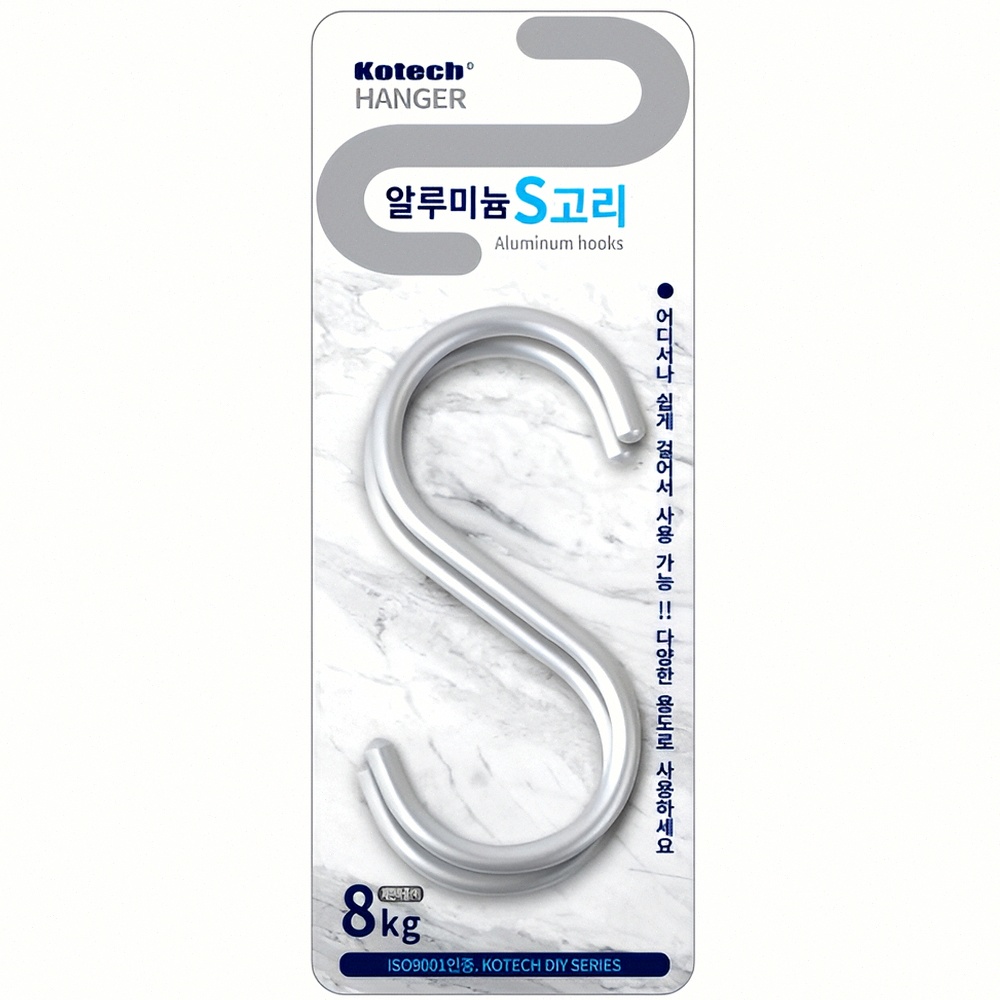 Kotech®
HANGER
알루미늄 S고리
Aluminum hooks
● 어디서나 쉽게 걸어서 사용 가능 !! 다양한 용도로 사용하세요
8kg
ISO9001인증. KOTECH DIY SERIES